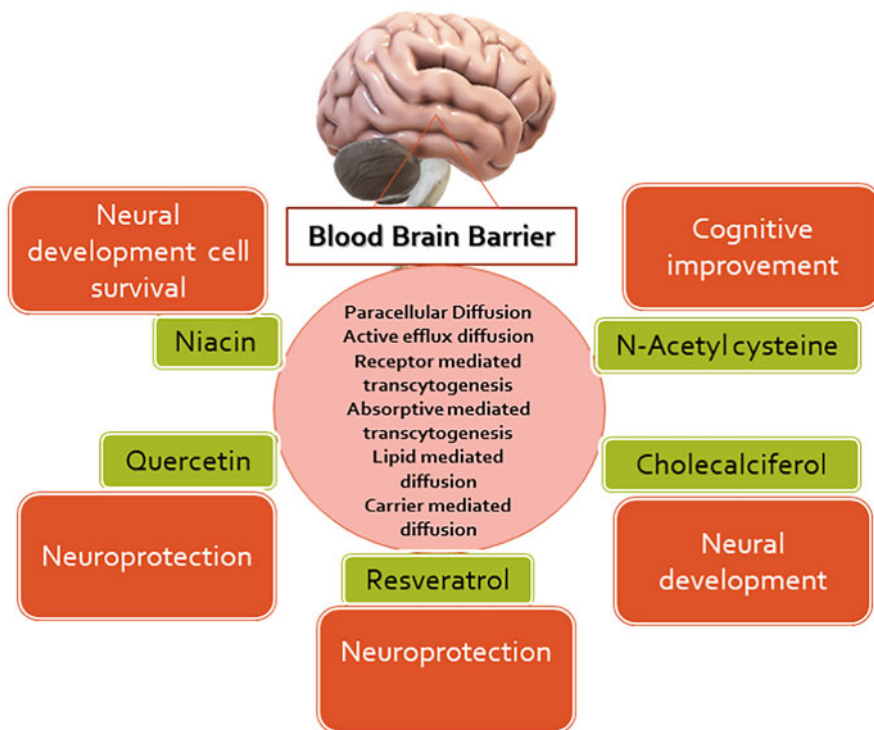 Blood Brain Barrier
Neural
development cell
survival
Niacin
Cognitive
improvement
N-Acetyl cysteine
Paracellular Diffusion
Active efflux diffusion
Receptor mediated
transcytogenesis
Absorptive mediated
transcytogenesis
Lipid mediated
diffusion
Carrier mediated
diffusion
Quercetin
Neuroprotection
Cholecalciferol
Neural
development
Resveratrol
Neuroprotection